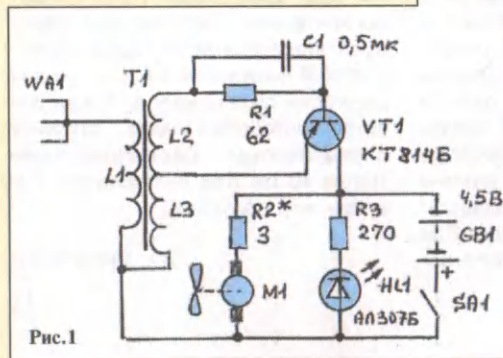 C1 0,5мк
WA1
T1
R1
62
L2
VT1
КТ814Б
L1
L3
R2*
3
R3
270
4,5В
GB1
+
M1
HL1
АЛ307Б
SA1
Рис.1